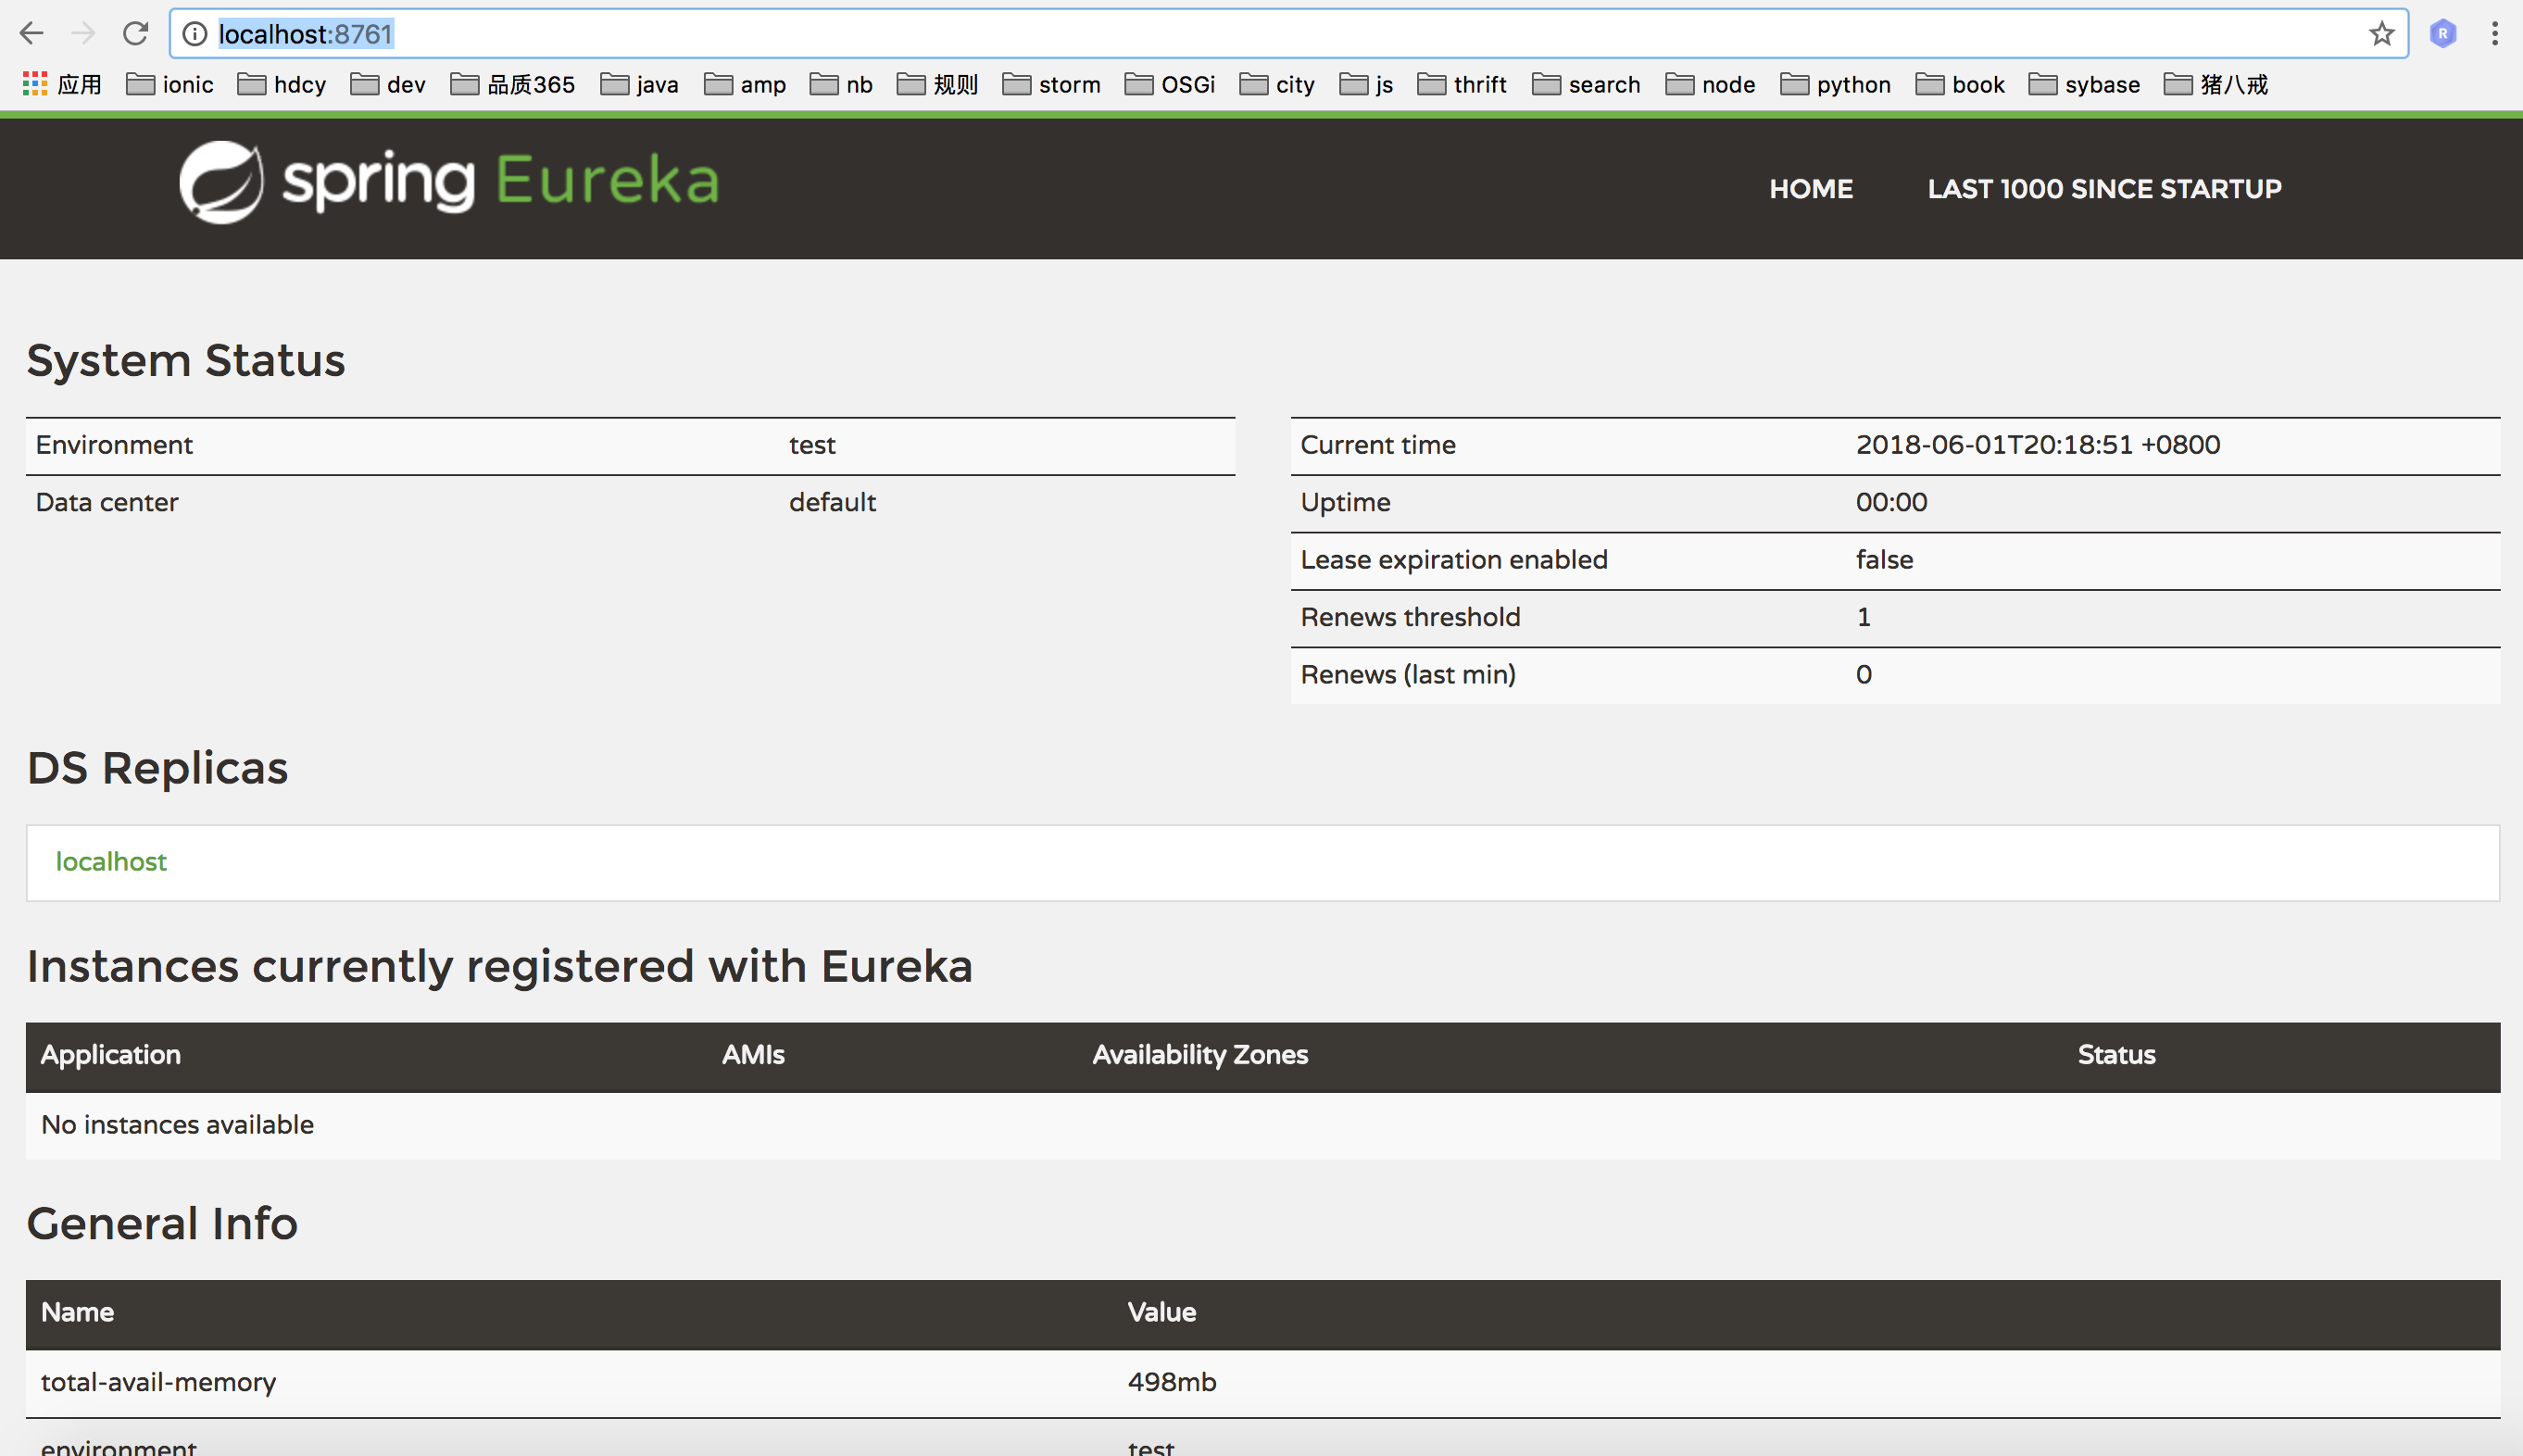 localhost:8761
应用 ionic hdcy dev 品质365 java amp nb 规则 storm OSGi city js thrift search node python book sybase 猪八戒
spring Eureka HOME LAST 1000 SINCE STARTUP
System Status
Environment test
Data center default
Current time 2018-06-01T20:18:51 +0800
Uptime 00:00
Lease expiration enabled false
Renews threshold 1
Renews (last min) 0
DS Replicas
localhost
Instances currently registered with Eureka
Application AMIs Availability Zones Status
No instances available
General Info
Name Value
total-avail-memory 498mb
environment test